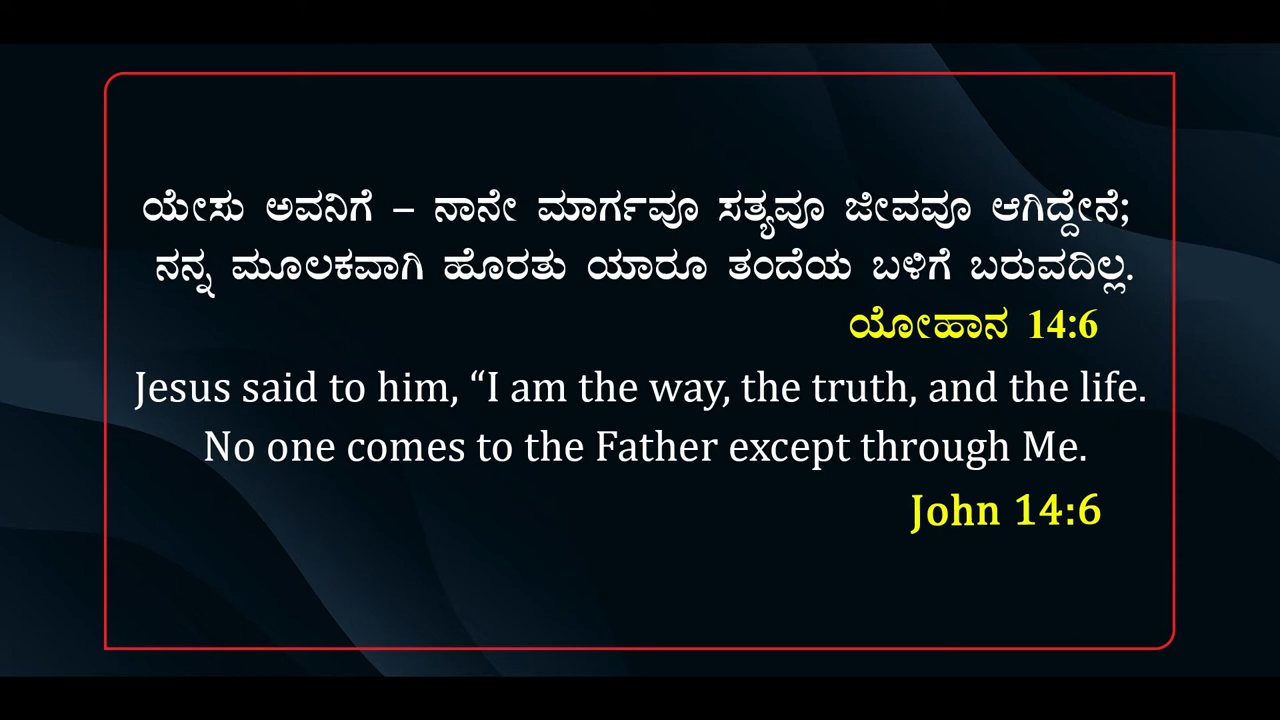 ಯೇಸು ಅವನಿಗೆ – ನಾನೇ ಮಾರ್ಗವೂ ಸತ್ಯವೂ ಜೀವವೂ ಆಗಿದ್ದೇನೆ;
ನನ್ನ ಮೂಲಕವಾಗಿ ಹೊರತು ಯಾರೂ ತಂದೆಯ ಬಳಿಗೆ ಬರುವದಿಲ್ಲ.
ಯೋಹಾನ 14:6
Jesus said to him, “I am the way, the truth, and the life.
No one comes to the Father except through Me.
John 14:6